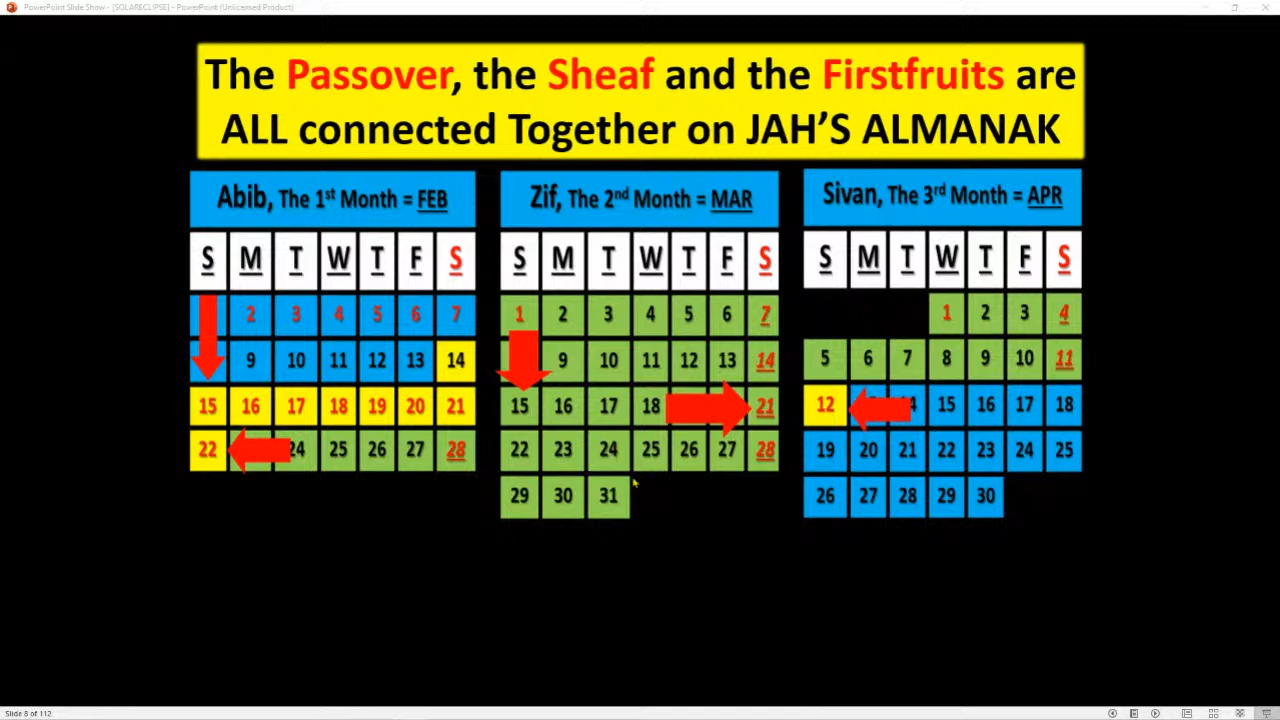 PowerPoint Slide Show - [SOLARECLIPSE] - PowerPoint (Unlicensed Product)
The Passover, the Sheaf and the Firstfruits are
ALL connected Together on JAH'S ALMANAK
Abib, The 1st Month = FEB
S M T W T F S
2 3 4 5 6 7
9 10 11 12 13 14
15 16 17 18 19 20 21
22 24 25 26 27 28
Zif, The 2nd Month = MAR
S M T W T F S
1 2 3 4 5 6 7
9 10 11 12 13 14
15 16 17 18 21
22 23 24 25 26 27 28
29 30 31
Sivan, The 3rd Month = APR
S M T W T F S
1 2 3 4
5 6 7 8 9 10 11
12 15 16 17 18
19 20 21 22 23 24 25
26 27 28 29 30
Slide 8 of 112